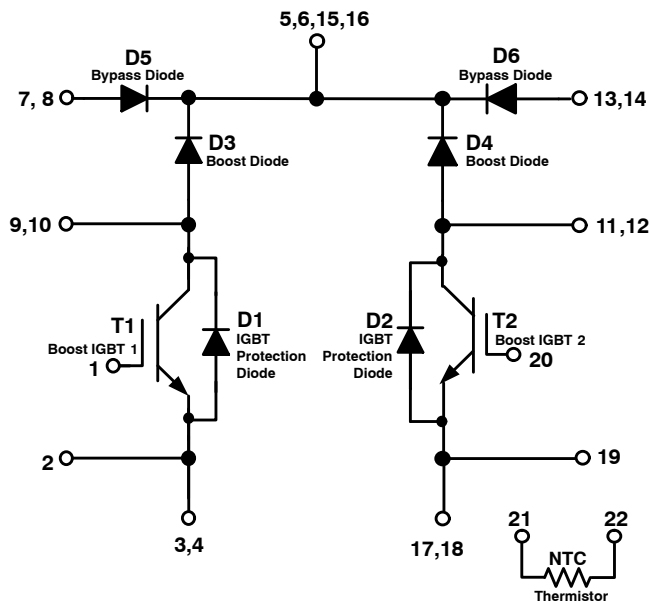 5,6,15,16
D5
Bypass Diode
D6
Bypass Diode
7, 8
13,14
D3
Boost Diode
D4
Boost Diode
9,10
11,12
T1
Boost IGBT 1
1
D1
IGBT
Protection
Diode
D2
IGBT
Protection
Diode
T2
Boost IGBT 2
20
2
19
3,4
17,18
21
22
NTC
Thermistor